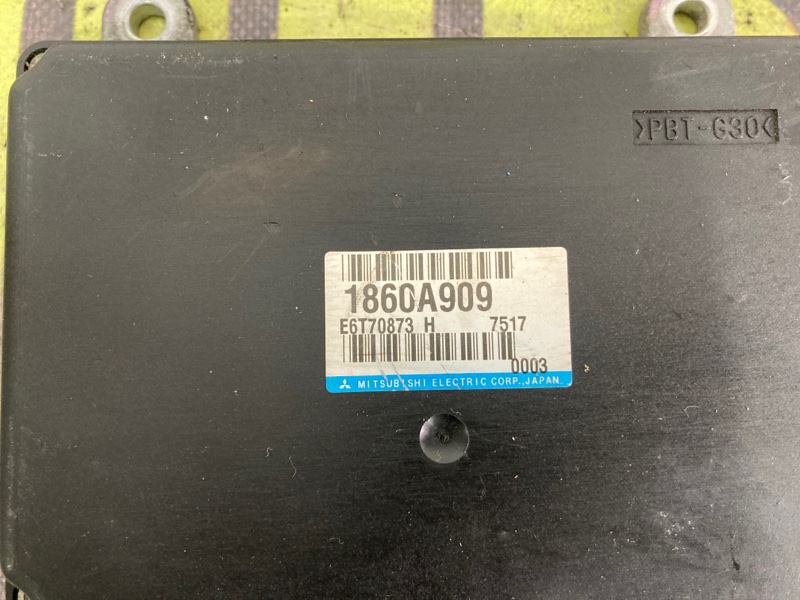 >PBT-G30<
1860A909
E6T70873 H 7517
0003
MITSUBISHI ELECTRIC CORP.,JAPAN